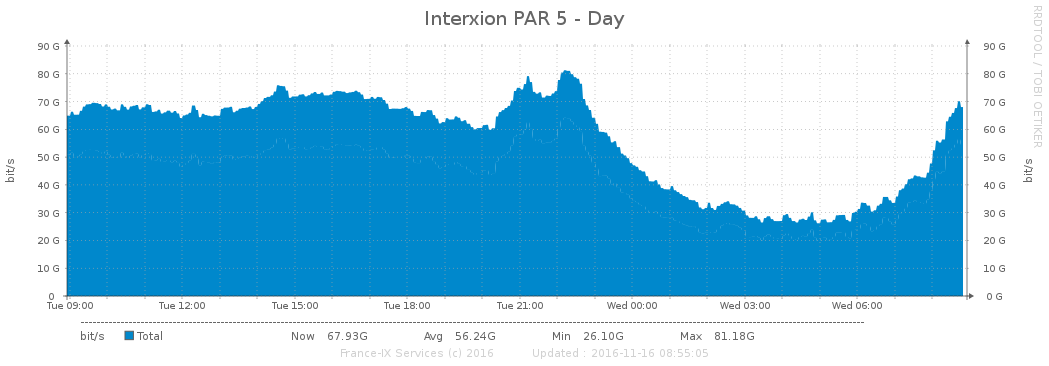 Interxion PAR 5 - Day
RRDTOOL / TOBI OETIKER
bit/s
90 G
80 G
70 G
60 G
50 G
40 G
30 G
20 G
10 G
0
90 G
80 G
70 G
60 G
50 G
40 G
30 G
20 G
10 G
0 G
bit/s
Tue 09:00 Tue 12:00 Tue 15:00 Tue 18:00 Tue 21:00 Wed 00:00 Wed 03:00 Wed 06:00
bit/s Total Now 67.93G Avg 56.24G Min 26.10G Max 81.18G
France-IX Services (c) 2016 Updated : 2016-11-16 08:55:05